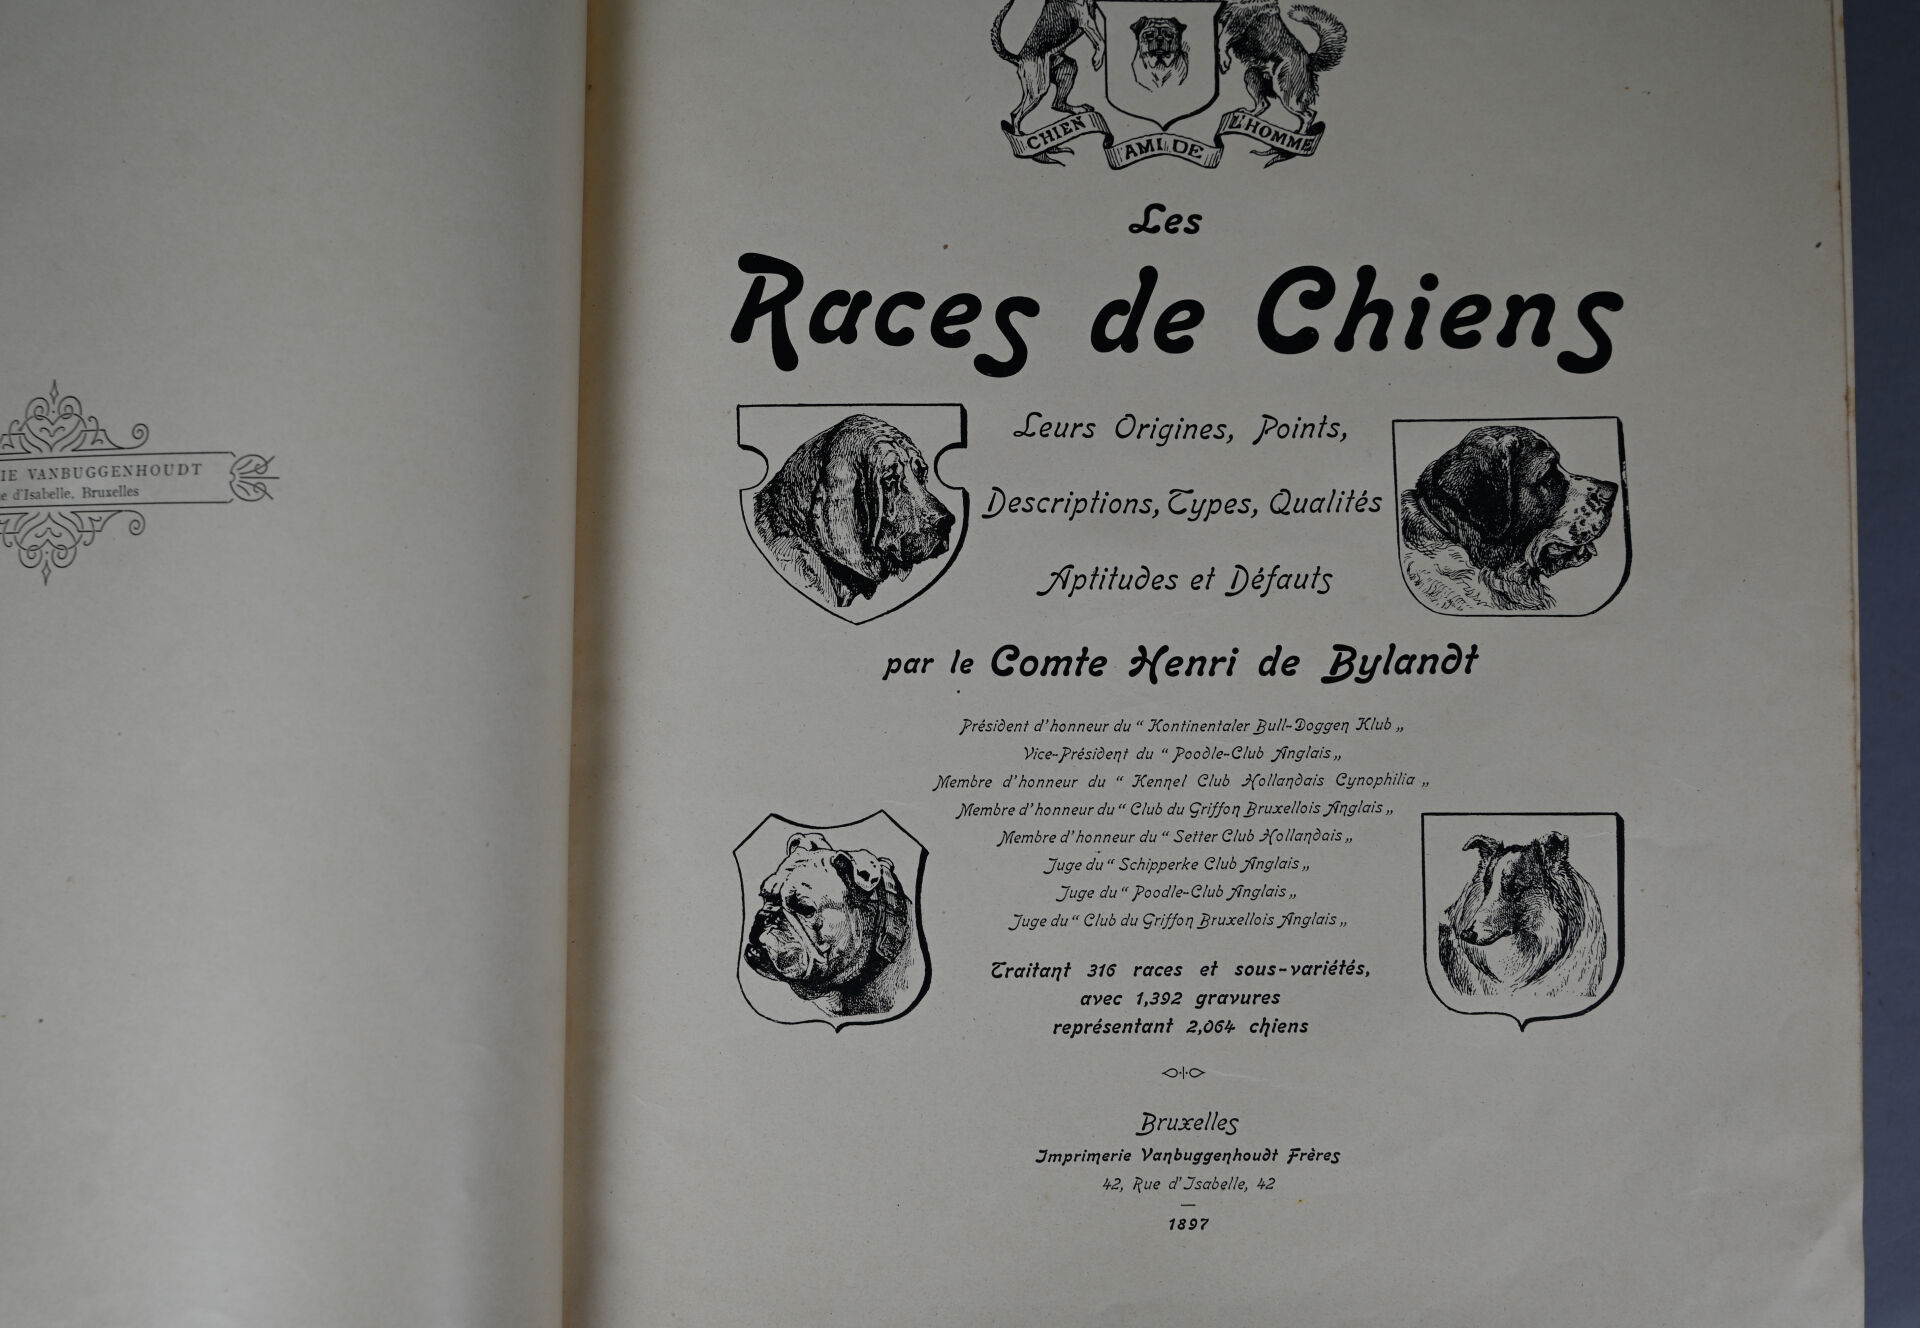 VANBUGGENHOUDT
d'Isabelle, Bruxelles
CHIEN AMI DE L'HOMME
Les
Races de Chiens
Leurs Origines, Points,
Descriptions, Types, Qualités
Aptitudes et Défauts
par le Comte Henri de Bylandt
Président d'honneur du “ Kontinentaler Bull-Doggen Klub „
Vice-Président du “ Poodle-Club Anglais „
Membre d'honneur du “ Kennel Club Hollandais Cynophilia „
Membre d'honneur du “ Club du Griffon Bruxellois Anglais „
Membre d'honneur du “ Setter Club Hollandais „
Juge du “ Schipperke Club Anglais „
Juge du “ Poodle-Club Anglais „
Juge du “ Club du Griffon Bruxellois Anglais „
Traitant 316 races et sous-variétés,
avec 1,392 gravures
représentant 2,064 chiens
Bruxelles
Imprimerie Vanbuggenhoudt Frères
42, Rue d'Isabelle, 42
1897